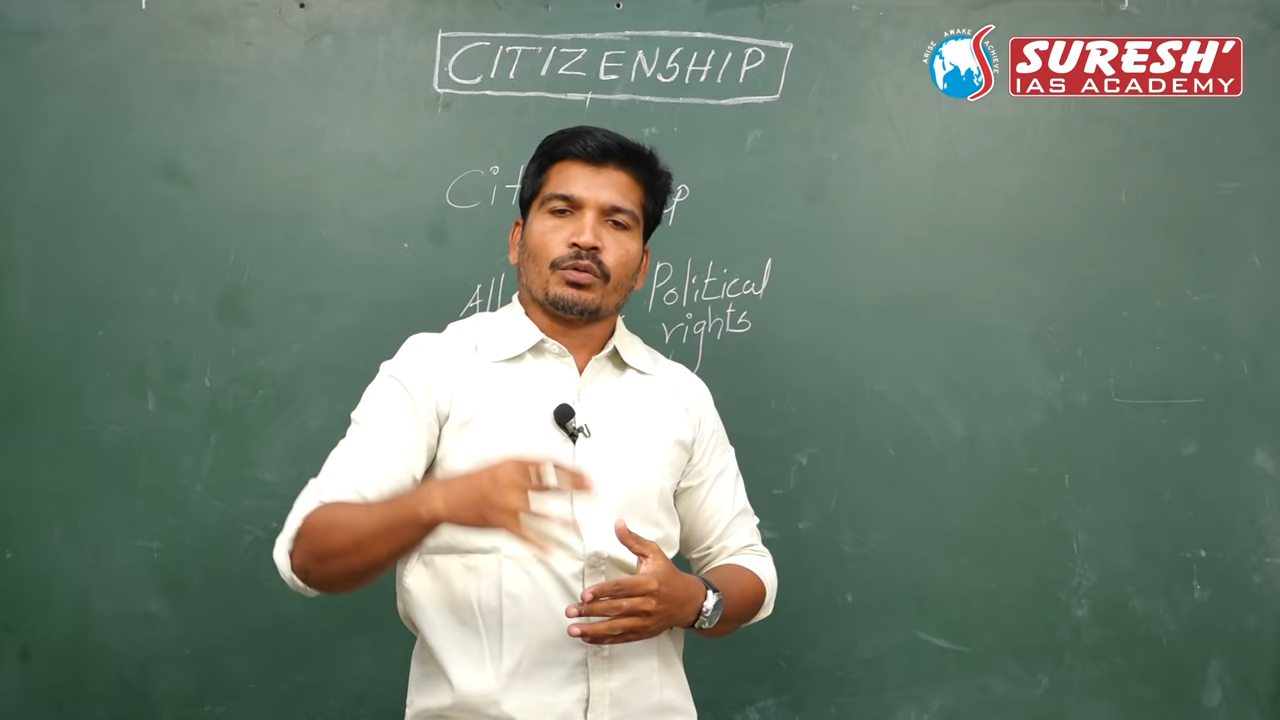 CITIZENSHIP
ARISE AWAKE ACHIEVE
SURESH'
IAS ACADEMY
Political
rights